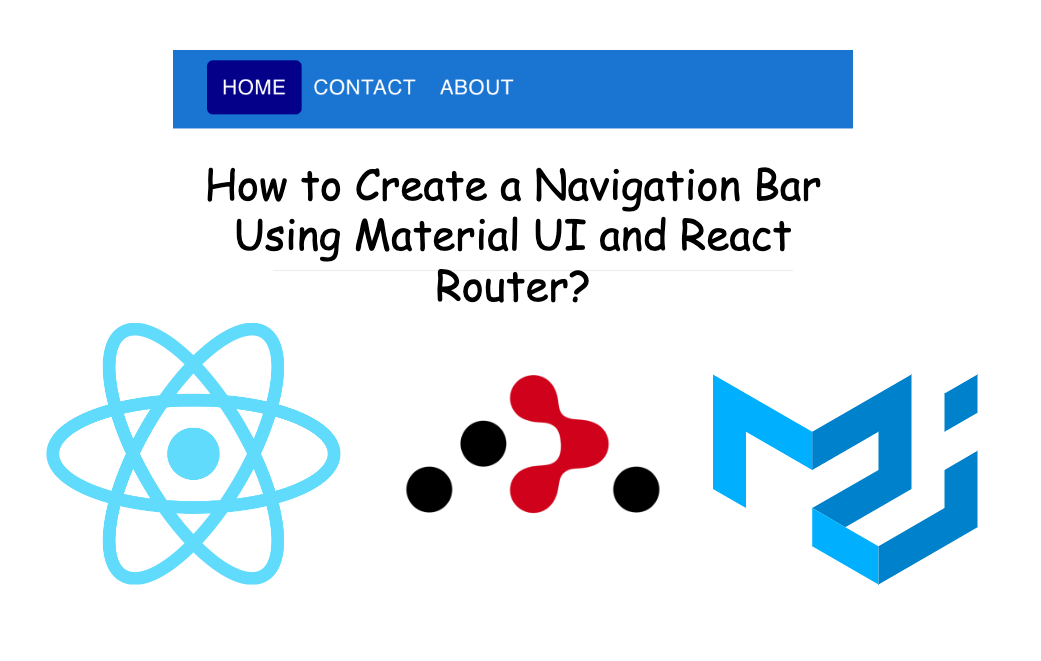 HOME CONTACT ABOUT
How to Create a Navigation Bar
Using Material UI and React
Router?